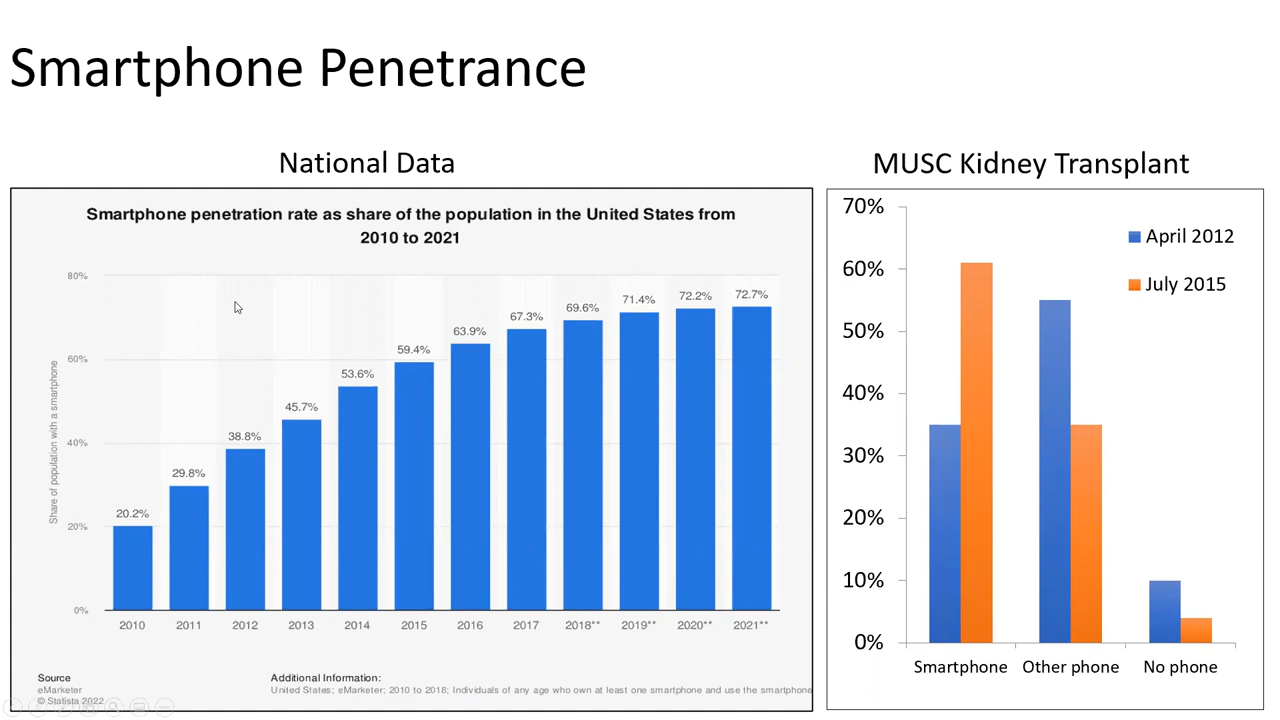 Smartphone Penetrance
National Data
Smartphone penetration rate as share of the population in the United States from
2010 to 2021
Share of population with a smartphone
80%
60%
40%
20%
0%
20.2%
29.8%
38.8%
45.7%
53.6%
59.4%
63.9%
67.3%
69.6%
71.4%
72.2%
72.7%
2010 2011 2012 2013 2014 2015 2016 2017 2018** 2019** 2020** 2021**
Source
eMarketer
© Statista 2022
Additional Information:
United States; eMarketer; 2010 to 2018; Individuals of any age who own at least one smartphone and use the smartphone
MUSC Kidney Transplant
70%
60%
50%
40%
30%
20%
10%
0%
April 2012
July 2015
Smartphone Other phone No phone